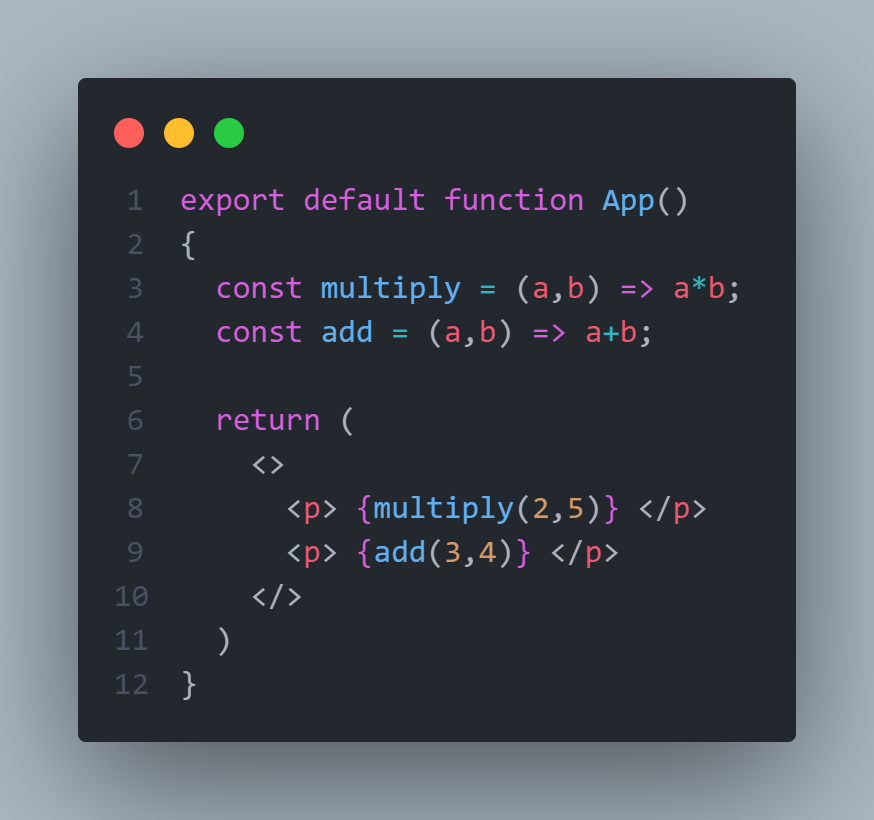 1 export default function App()
2 {
3   const multiply = (a,b) => a*b;
4   const add = (a,b) => a+b;
5
6   return (
7     <>
8       <p> {multiply(2,5)} </p>
9       <p> {add(3,4)} </p>
10     </>
11   )
12 }